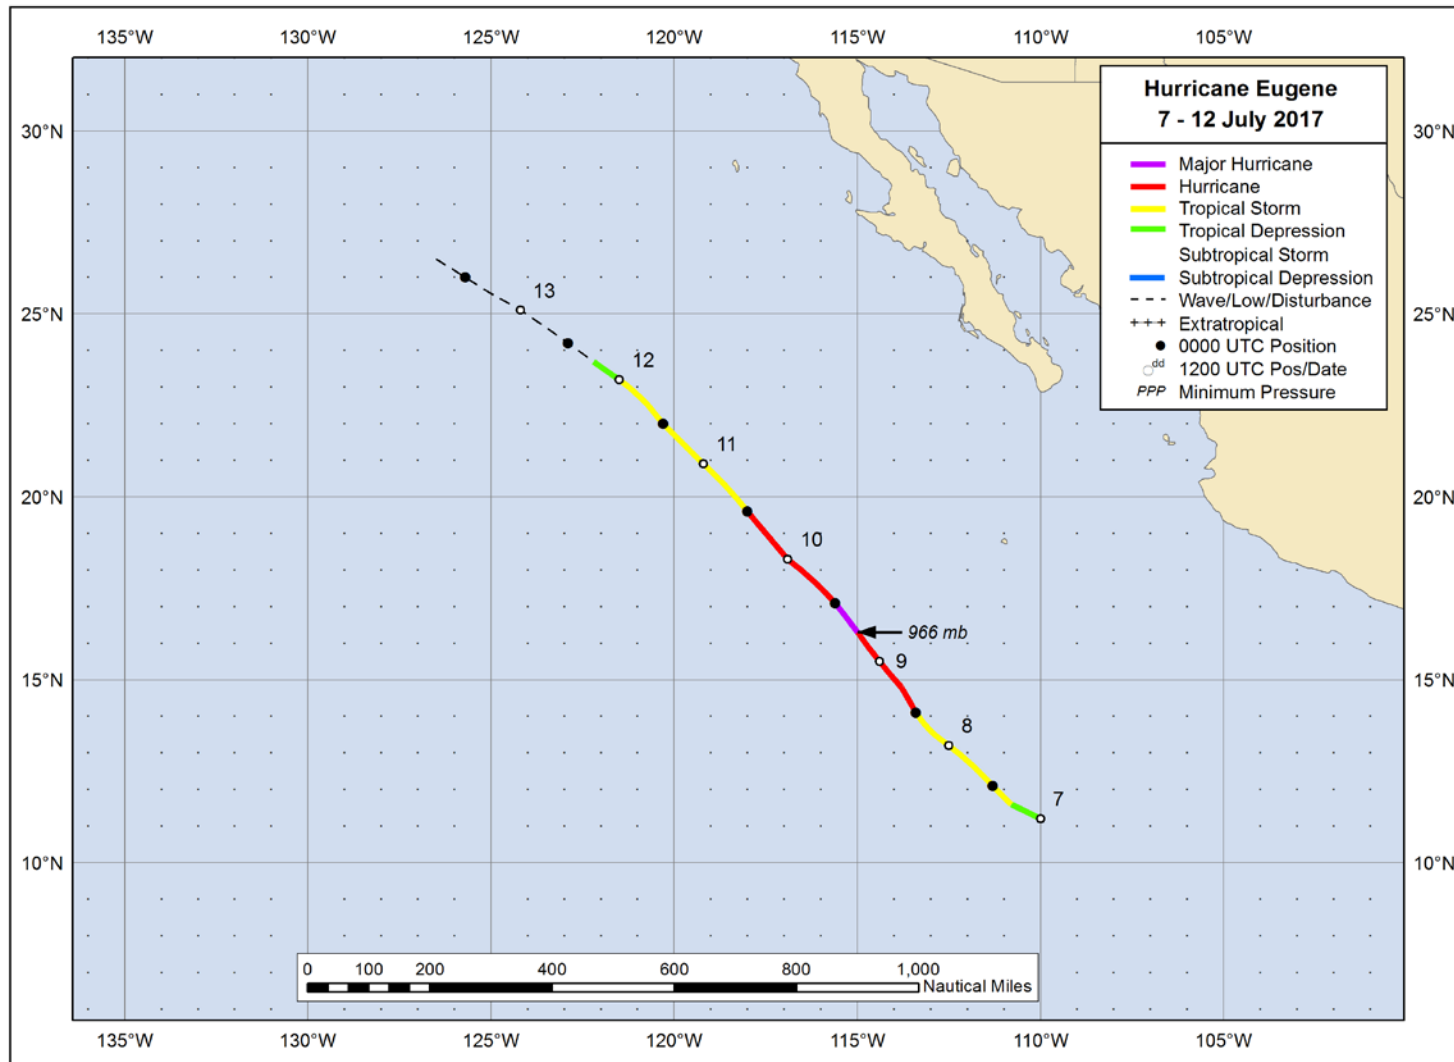 135°W 130°W 125°W 120°W 115°W 110°W 105°W
Hurricane Eugene
7 - 12 July 2017
Major Hurricane
Hurricane
Tropical Storm
Tropical Depression
Subtropical Storm
Subtropical Depression
Wave/Low/Disturbance
Extratropical
0000 UTC Position
dd 1200 UTC Pos/Date
PPP Minimum Pressure
30°N 30°N
13
25°N 25°N
12
11
20°N 20°N
10
966 mb
9
15°N 15°N
8
7
10°N 10°N
0 100 200 400 600 800 1,000
Nautical Miles
135°W 130°W 125°W 120°W 115°W 110°W 105°W